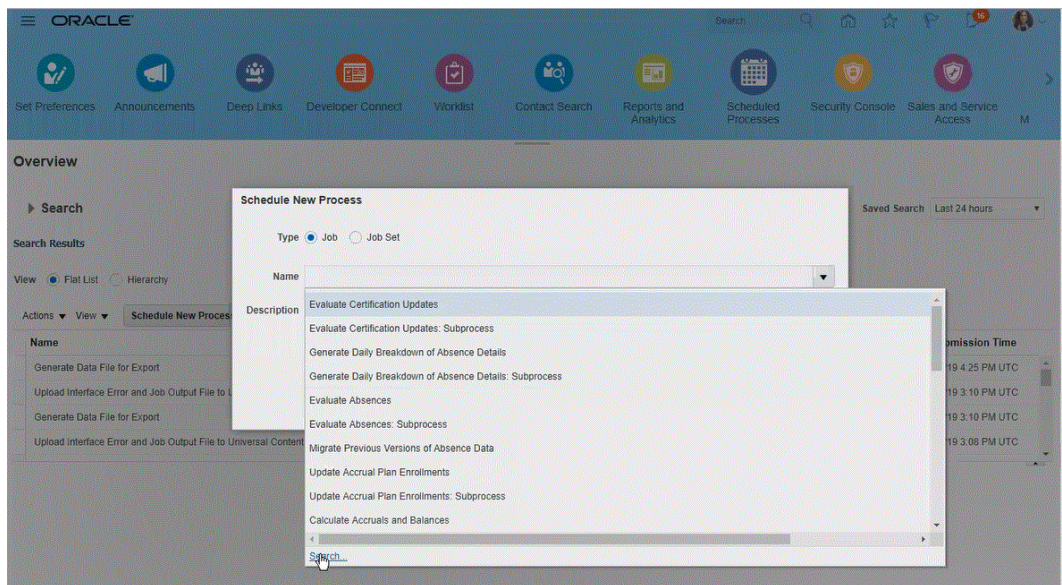 ORACLE
Search
16
Set Preferences
Announcements
Deep Links
Developer Connect
Worklist
Contact Search
Reports and
Analytics
Scheduled
Processes
Security Console
Sales and Service
Access
M
Overview
Search
Saved Search Last 24 hours
Search Results
View Flat List Hierarchy
Actions View Schedule New Process
Name
Submission Time
Generate Data File for Export
19 4:25 PM UTC
Upload Interface Error and Job Output File to U
19 3:10 PM UTC
Generate Data File for Export
19 3:10 PM UTC
Upload Interface Error and Job Output File to Universal Content
19 3:08 PM UTC
Schedule New Process
Type Job Job Set
Name
Description
Evaluate Certification Updates
Evaluate Certification Updates: Subprocess
Generate Daily Breakdown of Absence Details
Generate Daily Breakdown of Absence Details: Subprocess
Evaluate Absences
Evaluate Absences: Subprocess
Migrate Previous Versions of Absence Data
Update Accrual Plan Enrollments
Update Accrual Plan Enrollments: Subprocess
Calculate Accruals and Balances
Search...